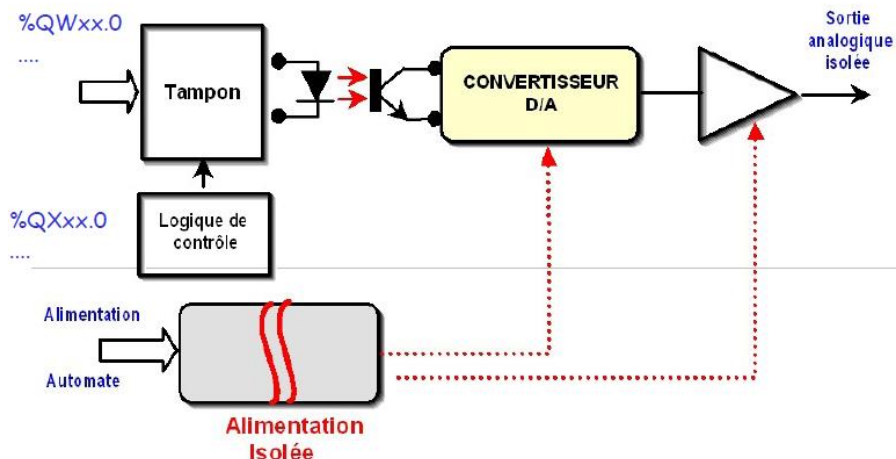 %QWxx.0
....
Tampon
CONVERTISSEUR
D/A
Sortie
analogique
isolée
%QXxx.0
....
Logique de
contrôle
Alimentation
Automate
Alimentation
Isolée